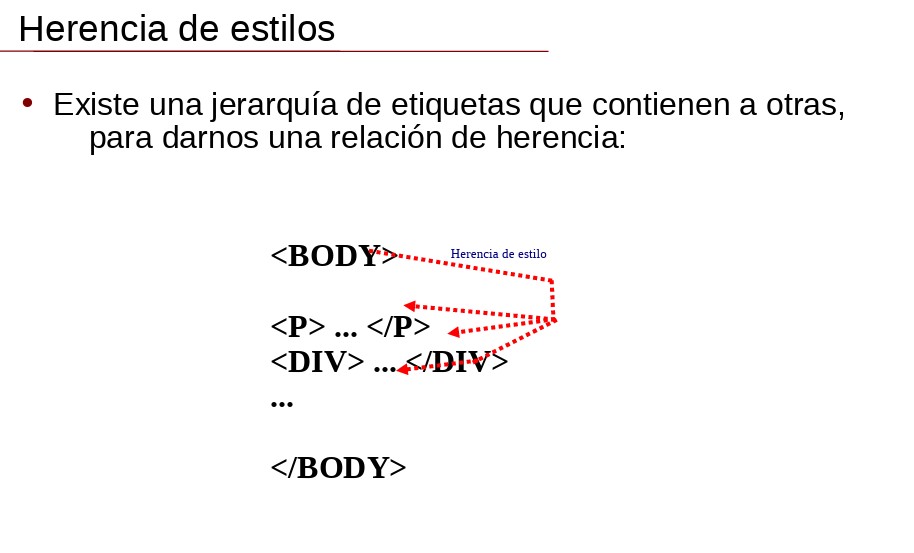 Herencia de estilos
• Existe una jerarquía de etiquetas que contienen a otras,
para darnos una relación de herencia:
<BODY>
Herencia de estilo
<P> ... </P>
<DIV> ... </DIV>
...
</BODY>